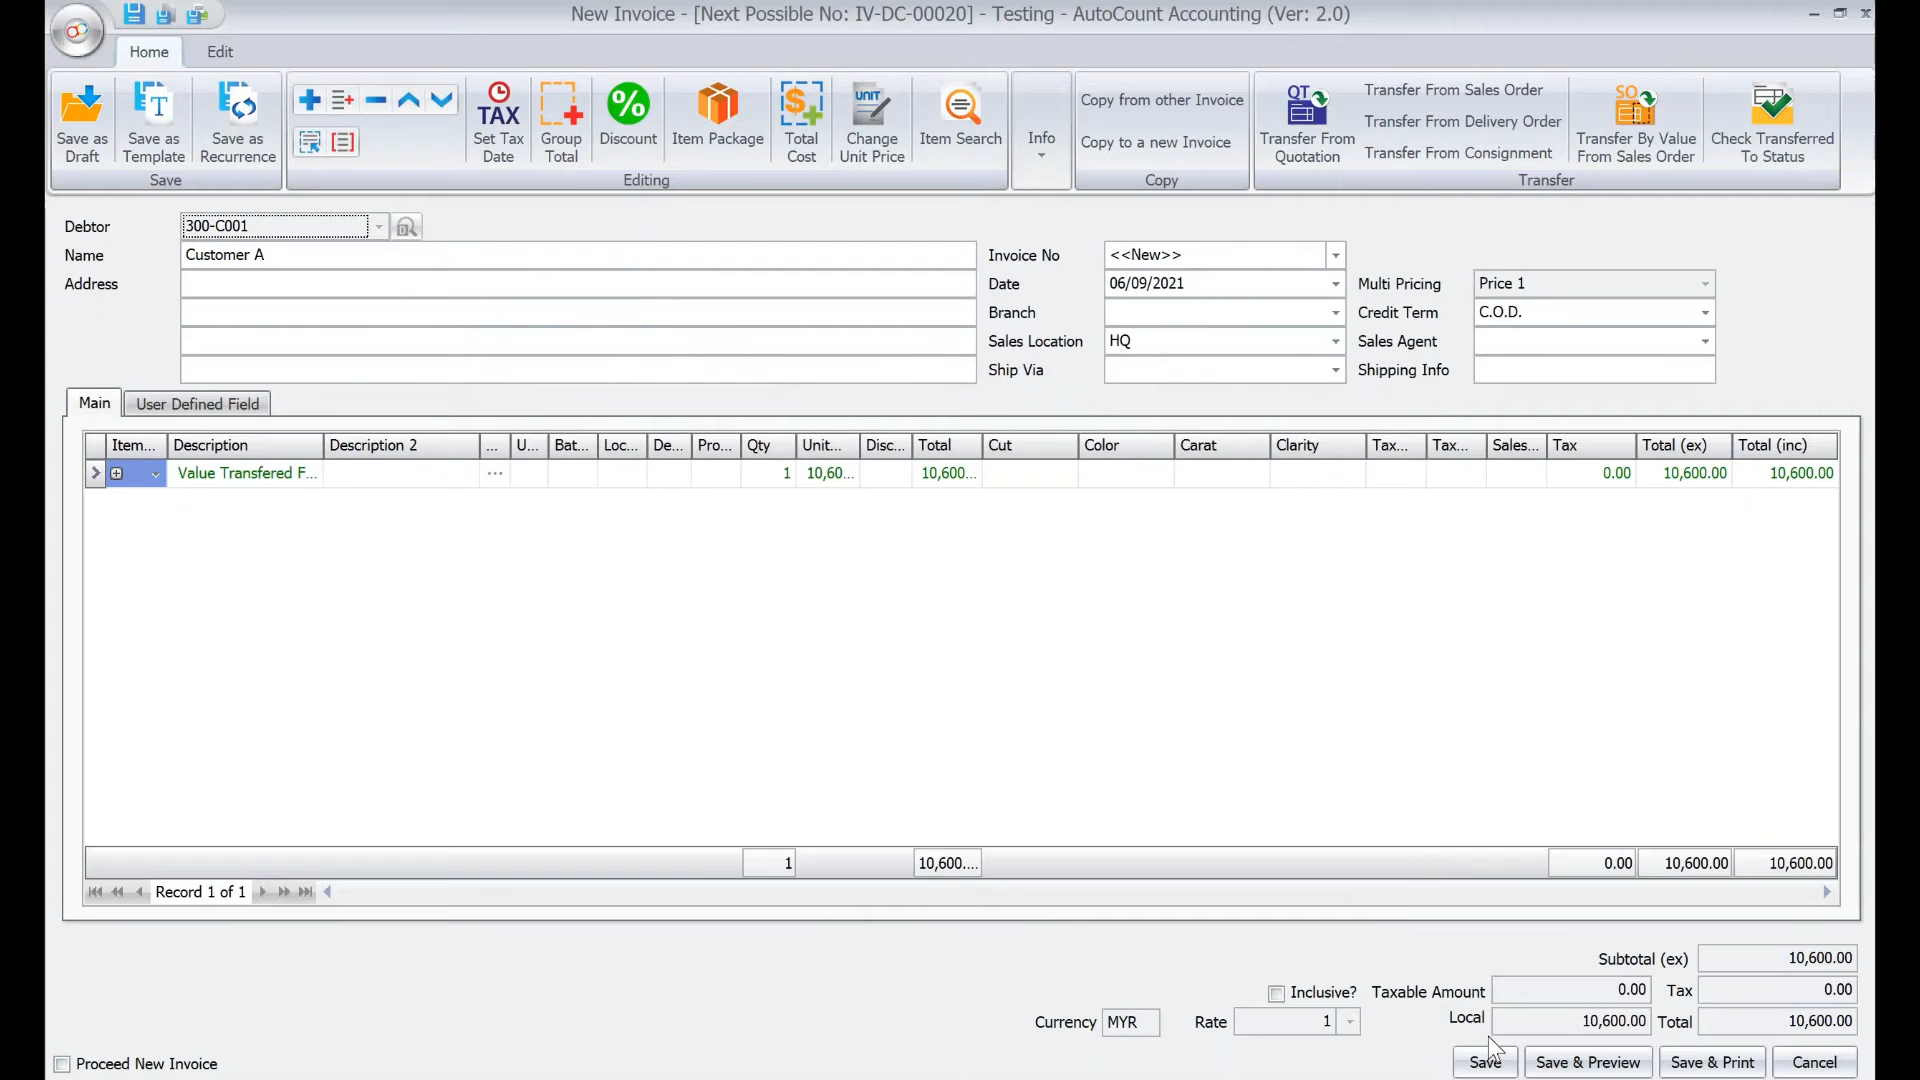 New Invoice - [Next Possible No: IV-DC-00020] - Testing - AutoCount Accounting (Ver: 2.0)
Home Edit
Save as Draft
Save as Template
Save as Recurrence
Save
TAX
Set Tax Date
Group Total
Discount
Item Package
Total Cost
UNIT
Change Unit Price
Item Search
Editing
Info
Copy from other Invoice
Copy to a new Invoice
Copy
QT
Transfer From Quotation
Transfer From Sales Order
Transfer From Delivery Order
Transfer From Consignment
SO
Transfer By Value From Sales Order
Check Transferred To Status
Transfer
Debtor 300-C001
Name Customer A
Address
Invoice No <<New>>
Date 06/09/2021
Branch
Sales Location HQ
Ship Via
Multi Pricing Price 1
Credit Term C.O.D.
Sales Agent
Shipping Info
Main User Defined Field
Item... Description Description 2 ... U... Bat... Loc... De... Pro... Qty Unit... Disc... Total Cut Color Carat Clarity Tax... Tax... Sales... Tax Total (ex) Total (inc)
Value Transfered F... ... 1 10,60... 10,600... 0.00 10,600.00 10,600.00
1 10,600.... 0.00 10,600.00 10,600.00
Record 1 of 1
Subtotal (ex) 10,600.00
Inclusive? Taxable Amount 0.00 Tax 0.00
Currency MYR Rate 1 Local 10,600.00 Total 10,600.00
Proceed New Invoice
Save Save & Preview Save & Print Cancel